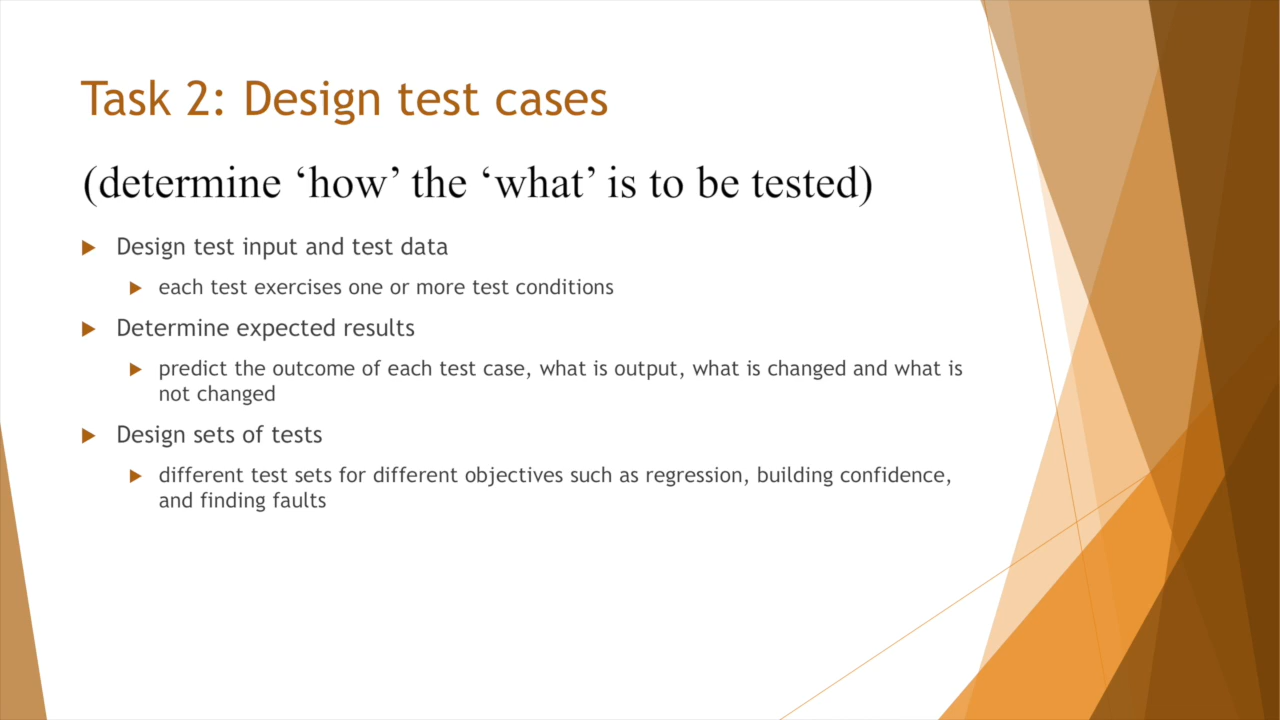 Task 2: Design test cases
(determine ‘how’ the ‘what’ is to be tested)
Design test input and test data
each test exercises one or more test conditions
Determine expected results
predict the outcome of each test case, what is output, what is changed and what is
not changed
Design sets of tests
different test sets for different objectives such as regression, building confidence,
and finding faults